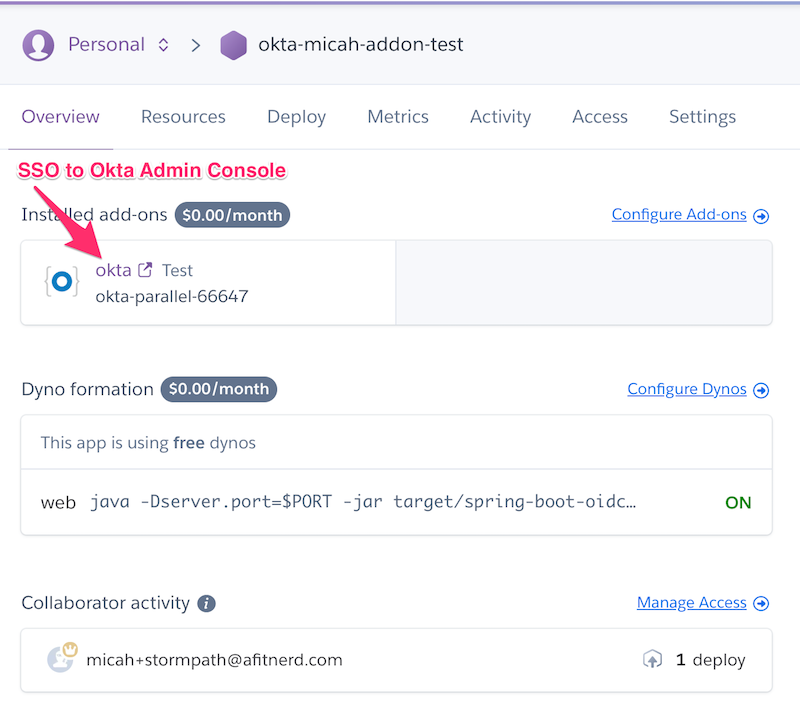 Personal > okta-micah-addon-test
Overview Resources Deploy Metrics Activity Access Settings
SSO to Okta Admin Console
Installed add-ons $0.00/month Configure Add-ons
okta Test
okta-parallel-66647
Dyno formation $0.00/month Configure Dynos
This app is using free dynos
web java -Dserver.port=$PORT -jar target/spring-boot-oidc… ON
Collaborator activity i Manage Access
micah+stormpath@afitnerd.com 1 deploy